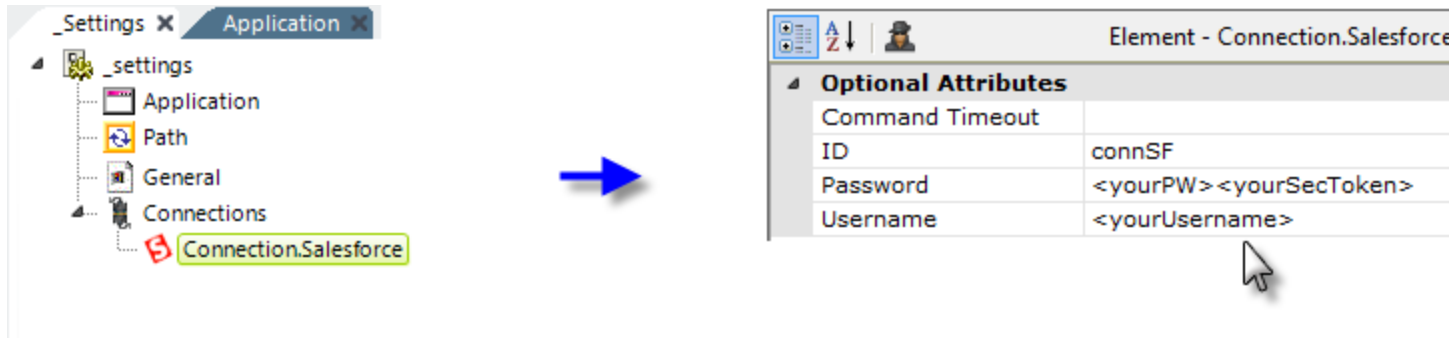 _Settings
Application
_settings
Application
Path
General
Connections
Connection.Salesforce
Element - Connection.Salesforce
Optional Attributes
Command Timeout
ID connSF
Password <yourPW><yourSecToken>
Username <yourUsername>